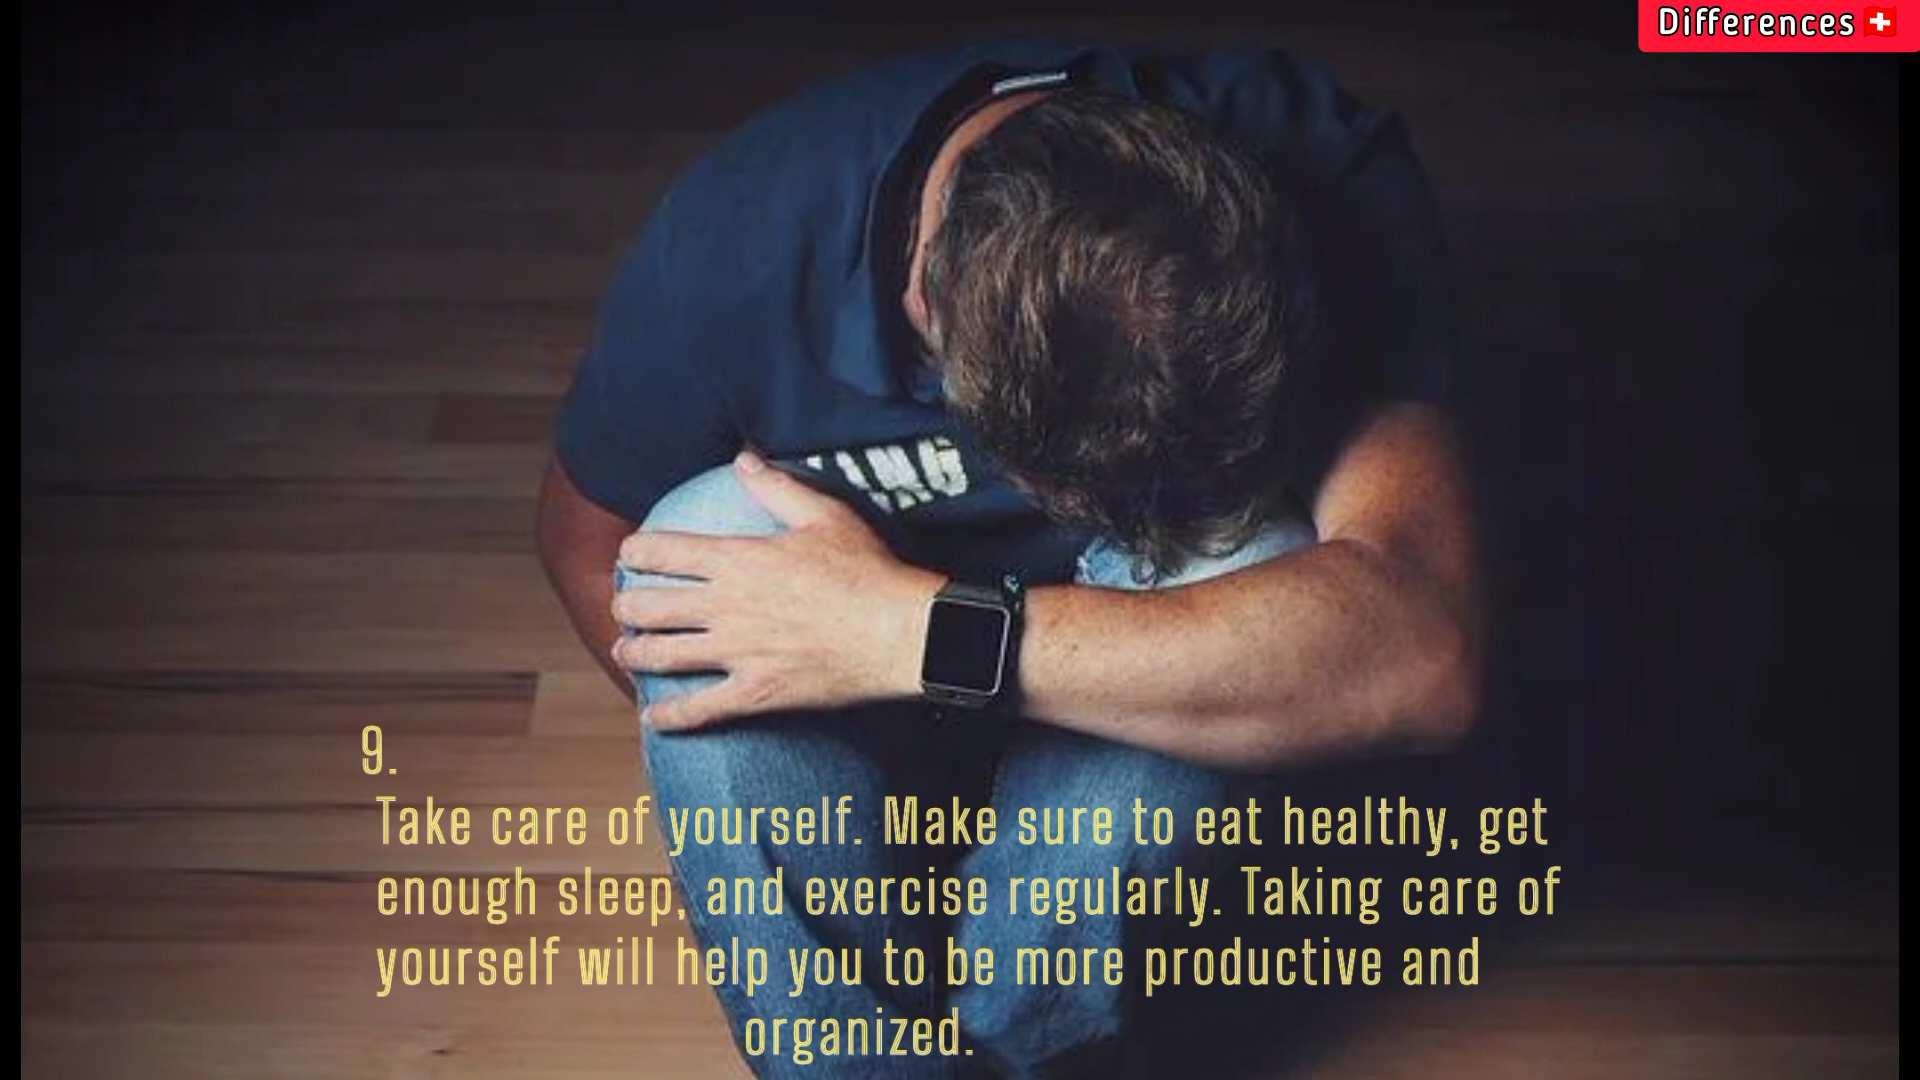 Differences🇨🇭
ING
9.
Take care of yourself. Make sure to eat healthy, get
enough sleep, and exercise regularly. Taking care of
yourself will help you to be more productive and
organized.